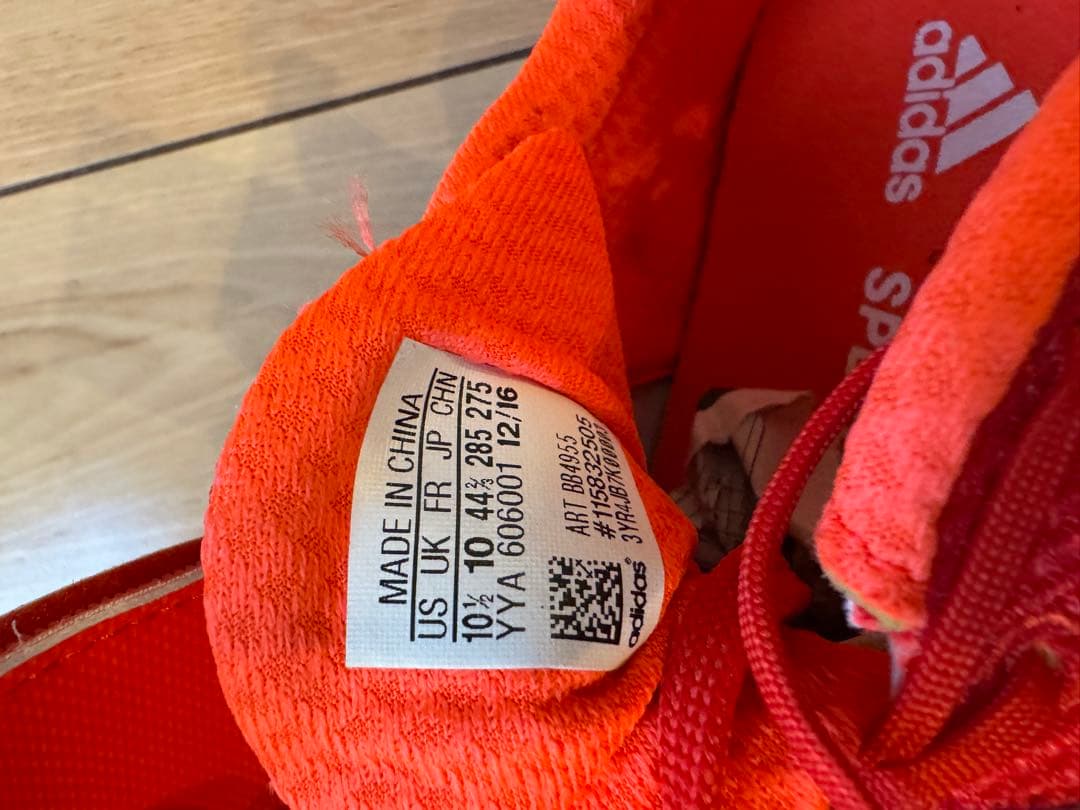 MADE IN CHINA
US UK FR JP CHN
10½ 10 44⅔ 285 275
YYA 606001 12/16
ART BB4955
#115832505
adidas
adidas